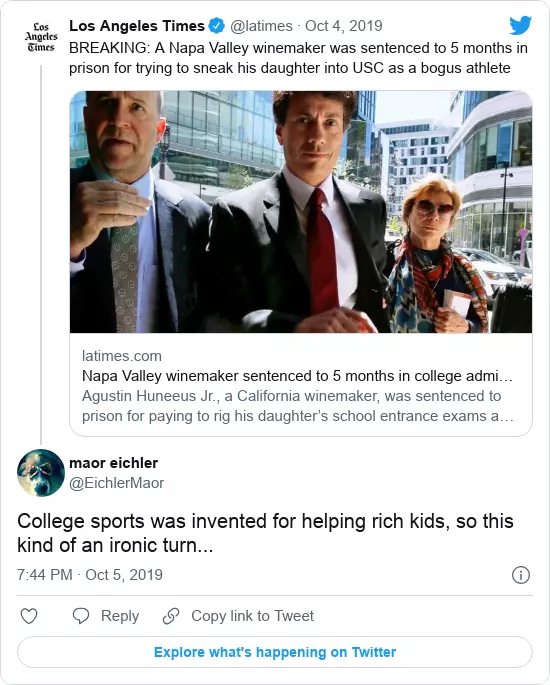 Los Angeles Times
Los Angeles Times @latimes · Oct 4, 2019
BREAKING: A Napa Valley winemaker was sentenced to 5 months in
prison for trying to sneak his daughter into USC as a bogus athlete
latimes.com
Napa Valley winemaker sentenced to 5 months in college admi…
Agustin Huneeus Jr., a California winemaker, was sentenced to
prison for paying to rig his daughter’s school entrance exams a…
maor eichler
@EichlerMaor
College sports was invented for helping rich kids, so this
kind of an ironic turn...
7:44 PM · Oct 5, 2019
Reply Copy link to Tweet
Explore what's happening on Twitter